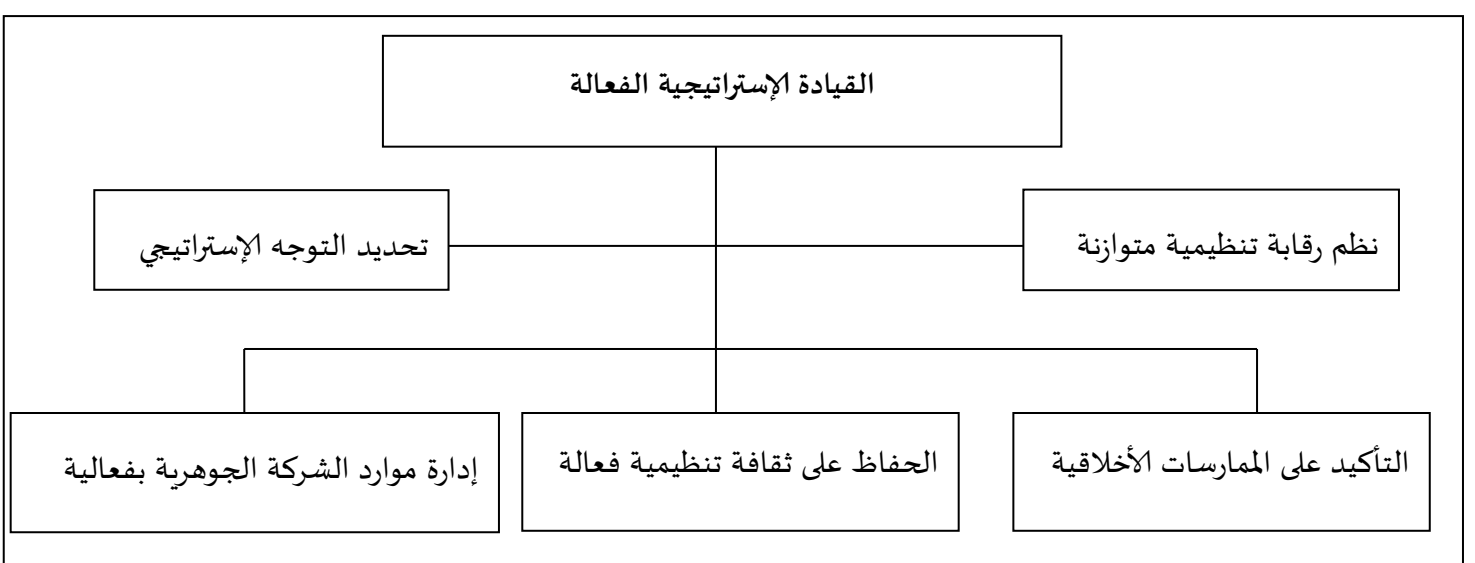 القيادة الإستراتيجية الفعالة
نظم رقابة تنظيمية متوازنة
تحديد التوجه الإستراتيجي
التأكيد على الممارسات الأخلاقية
الحفاظ على ثقافة تنظيمية فعالة
إدارة موارد الشركة الجوهرية بفعالية